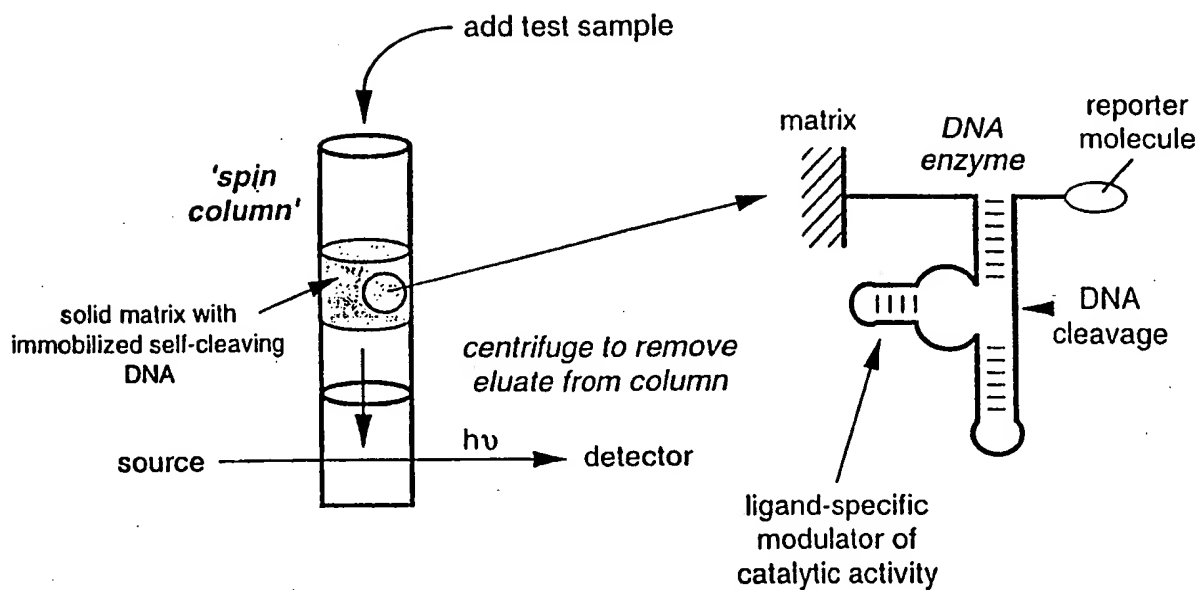 add test sample
'spin
column'
solid matrix with
immobilized self-cleaving
DNA
centrifuge to remove
eluate from column
source
hυ
detector
matrix
DNA
enzyme
reporter
molecule
DNA
cleavage
ligand-specific
modulator of
catalytic activity